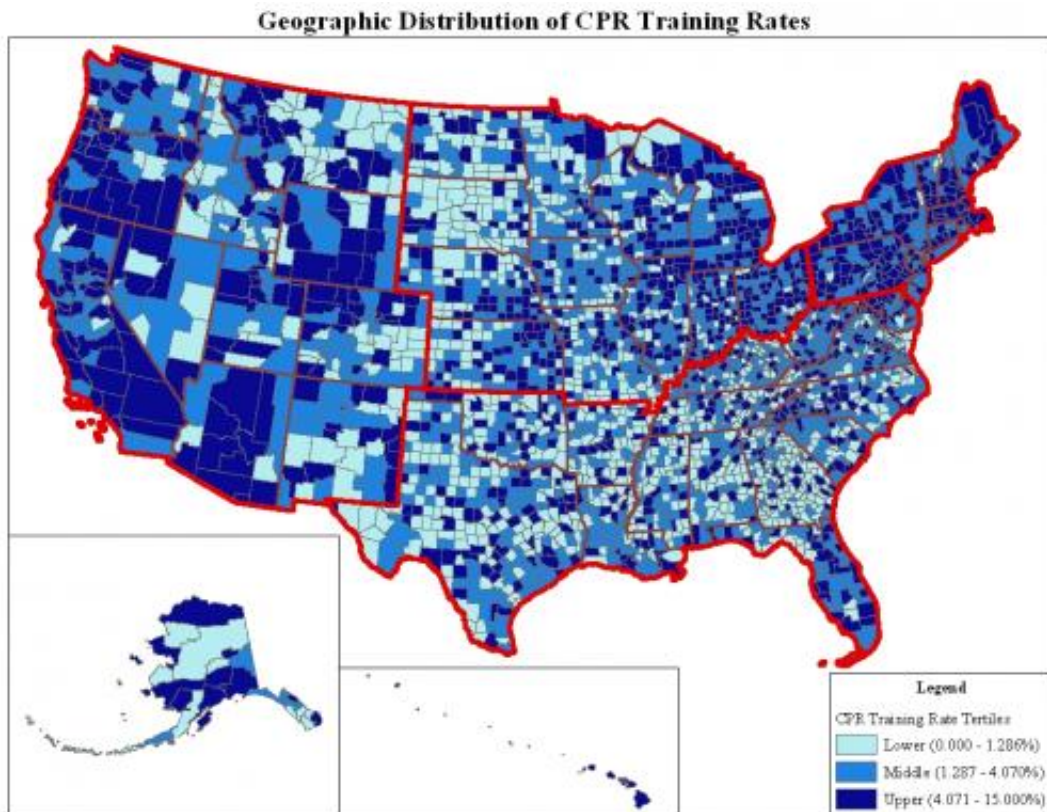 Geographic Distribution of CPR Training Rates
Legend
CPR Training Rate Tertiles
Lower (0.000 - 1.286%)
Middle (1.287 - 4.070%)
Upper (4.071 - 15.000%)